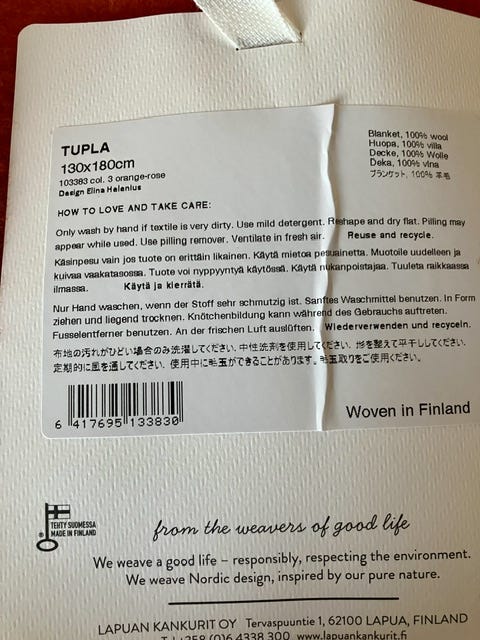 TUPLA
130x180cm
103383 col. 3 orange-rose
Design Elina Helenius
Blanket, 100% wool
Huopa, 100% villa
Decke, 100% Wolle
Deka, 100% vlna
ブランケット, 100% 羊毛
HOW TO LOVE AND TAKE CARE:
Only wash by hand if textile is very dirty. Use mild detergent. Reshape and dry flat. Pilling may
appear while used. Use pilling remover. Ventilate in fresh air. Reuse and recycle.
Käsinpesu vain jos tuote on erittäin likainen. Käytä mietoa pesuainetta. Muotoile uudelleen ja
kuivaa vaakatasossa. Tuote voi nyppyyntyä käytössä. Käytä nukanpoistajaa. Tuuleta raikkaassa
ilmassa. Käytä ja kierrätä.
Nur Hand waschen, wenn der Stoff sehr schmutzig ist. Sanftes Waschmittel benutzen. In Form
ziehen und liegend trocknen. Knötchenbildung kann während des Gebrauchs auftreten.
Fusselentferner benutzen. An der frischen Luft auslüften. Wiederverwenden und recyceln.
布地の汚れがひどい場合のみ洗濯してください. 中性洗剤を使用してください. 形を整えて平干ししてください.
定期的に風を通してください. 使用中に毛玉ができることがあります. 毛玉取りをご使用ください.
6 417695 133830
Woven in Finland
TEHTY SUOMESSA
® MADE IN FINLAND
from the weavers of good life
We weave a good life – responsibly, respecting the environment.
We weave Nordic design, inspired by our pure nature.
LAPUAN KANKURIT OY Tervaspuuntie 1, 62100 LAPUA, FINLAND
T +358 (0)6 4338 300 www.lapuankankurit.fi